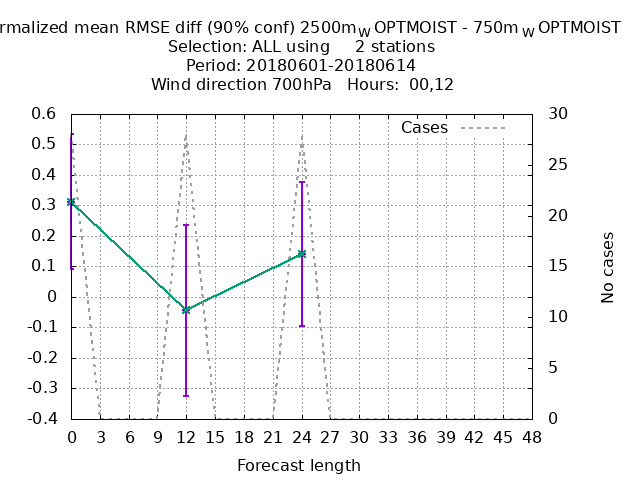 rmalized mean RMSE diff (90% conf) 2500m W OPTMOIST - 750m W OPTMOIST
Selection: ALL using 2 stations
Period: 20180601-20180614
Wind direction 700hPa Hours: 00,12
Cases
0.6
0.5
0.4
0.3
0.2
0.1
0
-0.1
-0.2
-0.3
-0.4
30
25
20
15
10
5
0
No cases
0 3 6 9 12 15 18 21 24 27 30 33 36 39 42 45 48
Forecast length